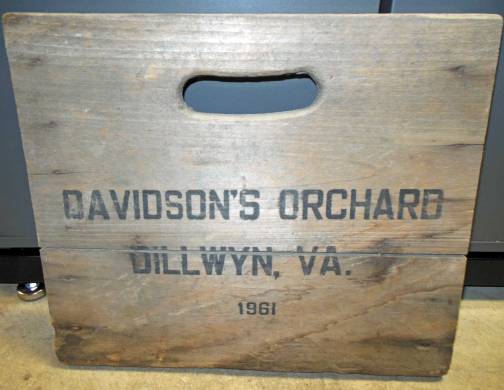 DAVIDSON'S ORCHARD
DILLWYN, VA.
1961